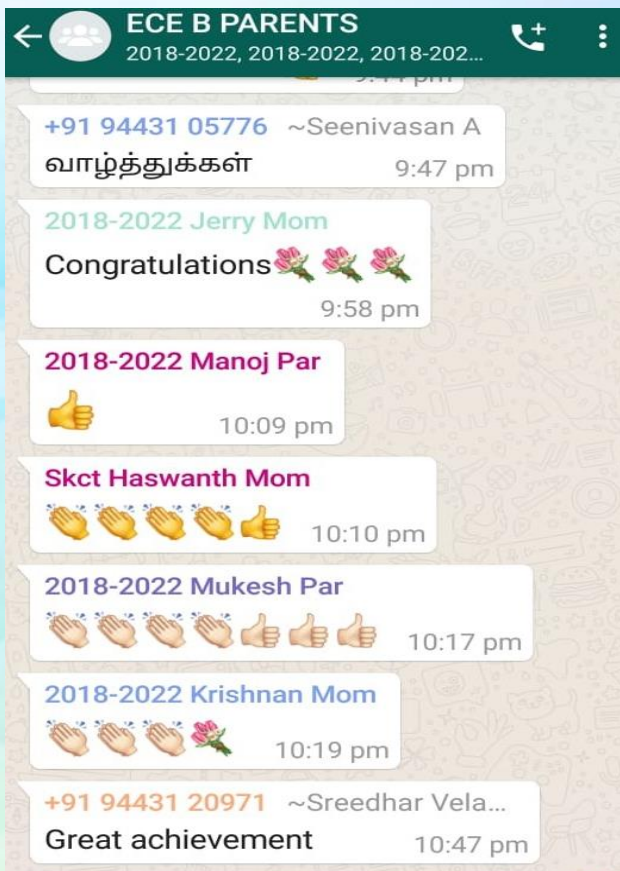 ECE B PARENTS
2018-2022, 2018-2022, 2018-202...
+91 94431 05776 ~Seenivasan A
வாழ்த்துக்கள்
9:47 pm
2018-2022 Jerry Mom
Congratulations💐💐💐
9:58 pm
2018-2022 Manoj Par
👍
10:09 pm
Skct Haswanth Mom
👏👏👏👏👍 10:10 pm
2018-2022 Mukesh Par
👏🏻👏🏻👏🏻👏🏻👍🏻👍🏻👍🏻 10:17 pm
2018-2022 Krishnan Mom
👏🏻👏🏻👏🏻💐 10:19 pm
+91 94431 20971 ~Sreedhar Vela...
Great achievement 10:47 pm